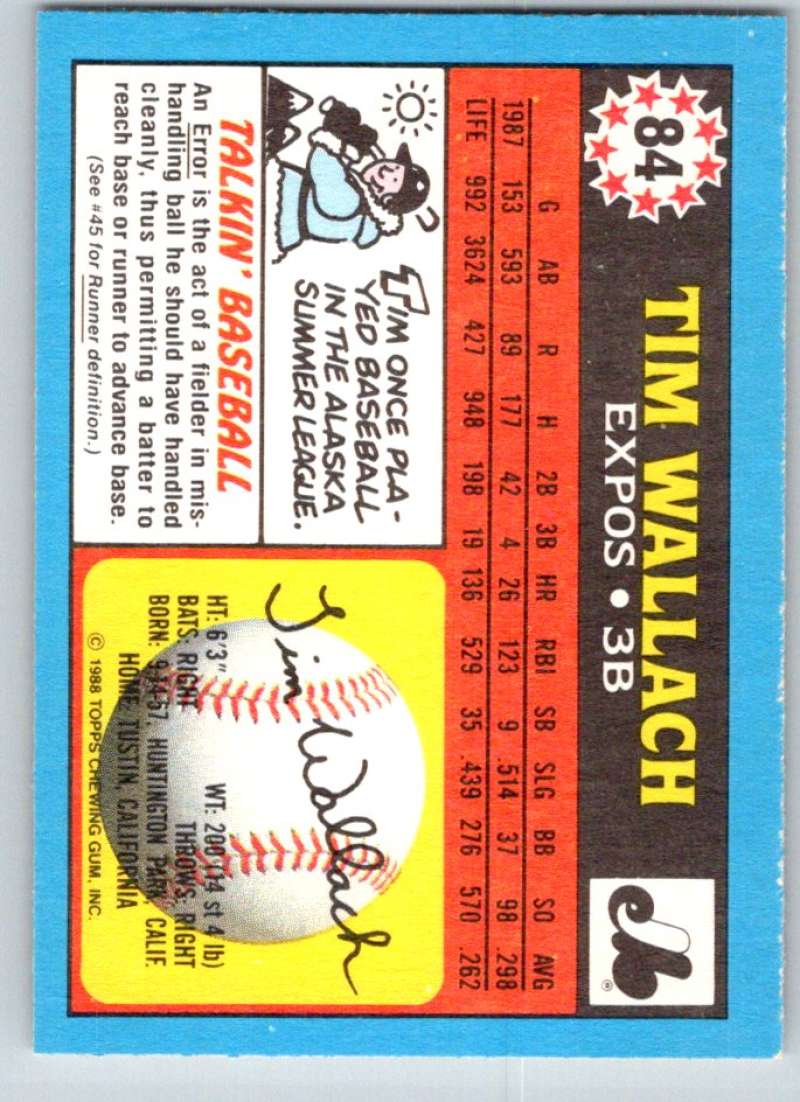 84
TIM WALLACH
EXPOS • 3B
G AB R H 2B 3B HR RBI SB SLG BB SO AVG
1987 153 593 89 177 42 4 26 123 9 .514 37 98 .298
LIFE 992 3624 427 948 198 19 136 529 35 .439 276 570 .262
TIM ONCE PLA-
YED BASEBALL
IN THE ALASKA
SUMMER LEAGUE.
TALKIN' BASEBALL
An Error is the act of a fielder in mis-
handling ball he should have handled
cleanly, thus permitting a batter to
reach base or runner to advance base.
(See #45 for Runner definition.)
Tim Wallach
HT: 6'3" WT: 200 (14 st 4 lb)
BATS: RIGHT THROWS: RIGHT
BORN: 9-14-57, HUNTINGTON PARK, CALIF.
HOME: TUSTIN, CALIFORNIA
© 1988 TOPPS CHEWING GUM, INC.
®